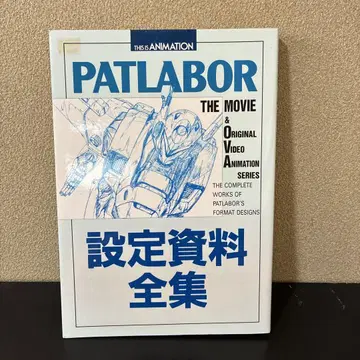 THIS IS ANIMATION
PATLABOR
THE MOVIE
&
ORIGINAL
VIDEO
ANIMATION
SERIES
THE COMPLETE
WORKS OF
PATLABOR'S
FORMAT DESIGNS
設定資料
全集